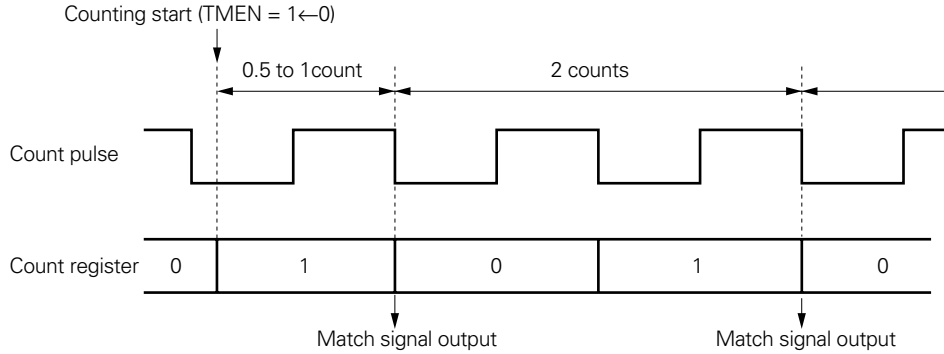 Counting start (TMEN = 1←0)
0.5 to 1count
2 counts
Count pulse
Count register
0
1
0
1
0
Match signal output
Match signal output